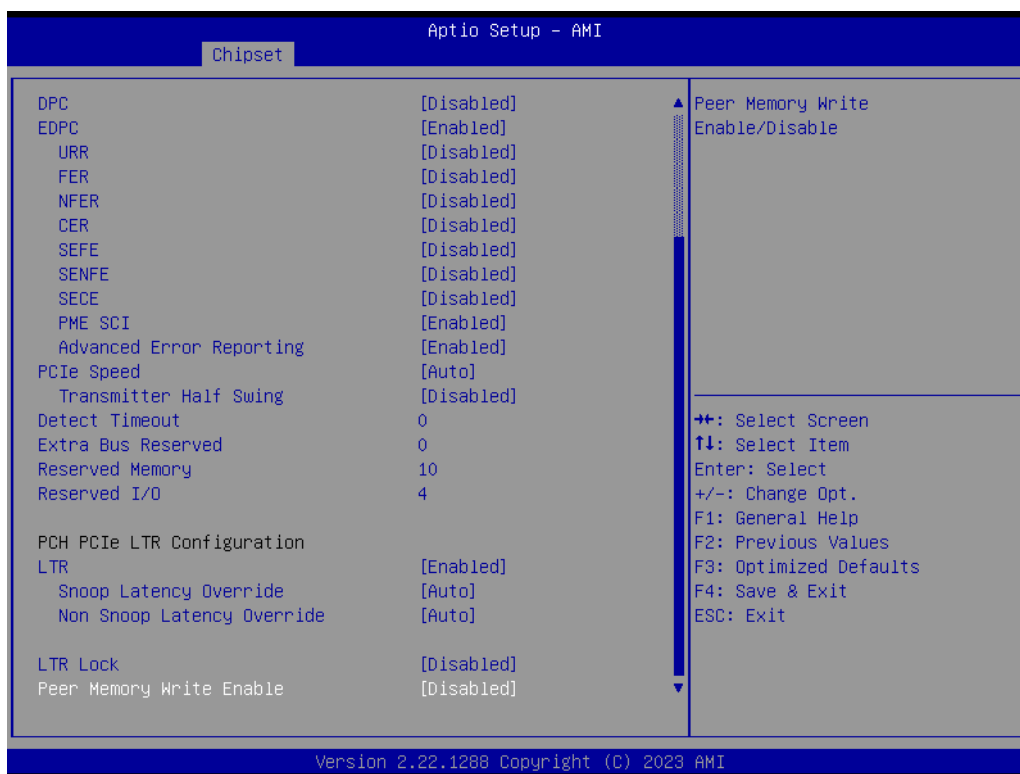 Aptio Setup – AMI
Chipset
DPC [Disabled]
EDPC [Enabled]
URR [Disabled]
FER [Disabled]
NFER [Disabled]
CER [Disabled]
SEFE [Disabled]
SENFE [Disabled]
SECE [Disabled]
PME SCI [Enabled]
Advanced Error Reporting [Enabled]
PCIe Speed [Auto]
Transmitter Half Swing [Disabled]
Detect Timeout 0
Extra Bus Reserved 0
Reserved Memory 10
Reserved I/O 4
PCH PCIe LTR Configuration
LTR [Enabled]
Snoop Latency Override [Auto]
Non Snoop Latency Override [Auto]
LTR Lock [Disabled]
Peer Memory Write Enable [Disabled]
Peer Memory Write
Enable/Disable
→←: Select Screen
↑↓: Select Item
Enter: Select
+/-: Change Opt.
F1: General Help
F2: Previous Values
F3: Optimized Defaults
F4: Save & Exit
ESC: Exit
Version 2.22.1288 Copyright (C) 2023 AMI